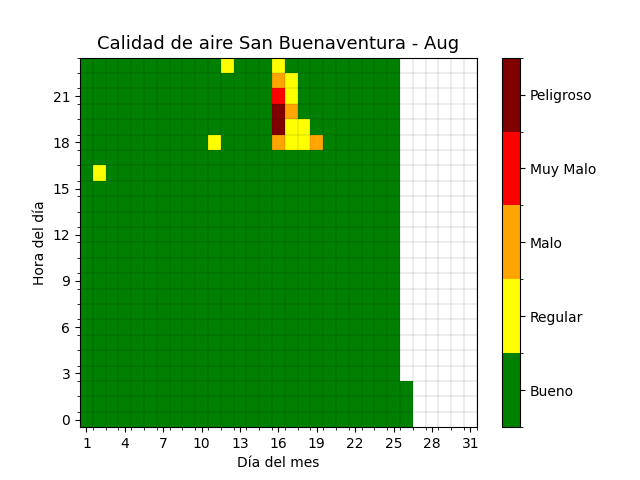 Calidad de aire San Buenaventura - Aug
Hora del día
21
18
15
12
9
6
3
0
1 4 7 10 13 16 19 22 25 28 31
Día del mes
Peligroso
Muy Malo
Malo
Regular
Bueno